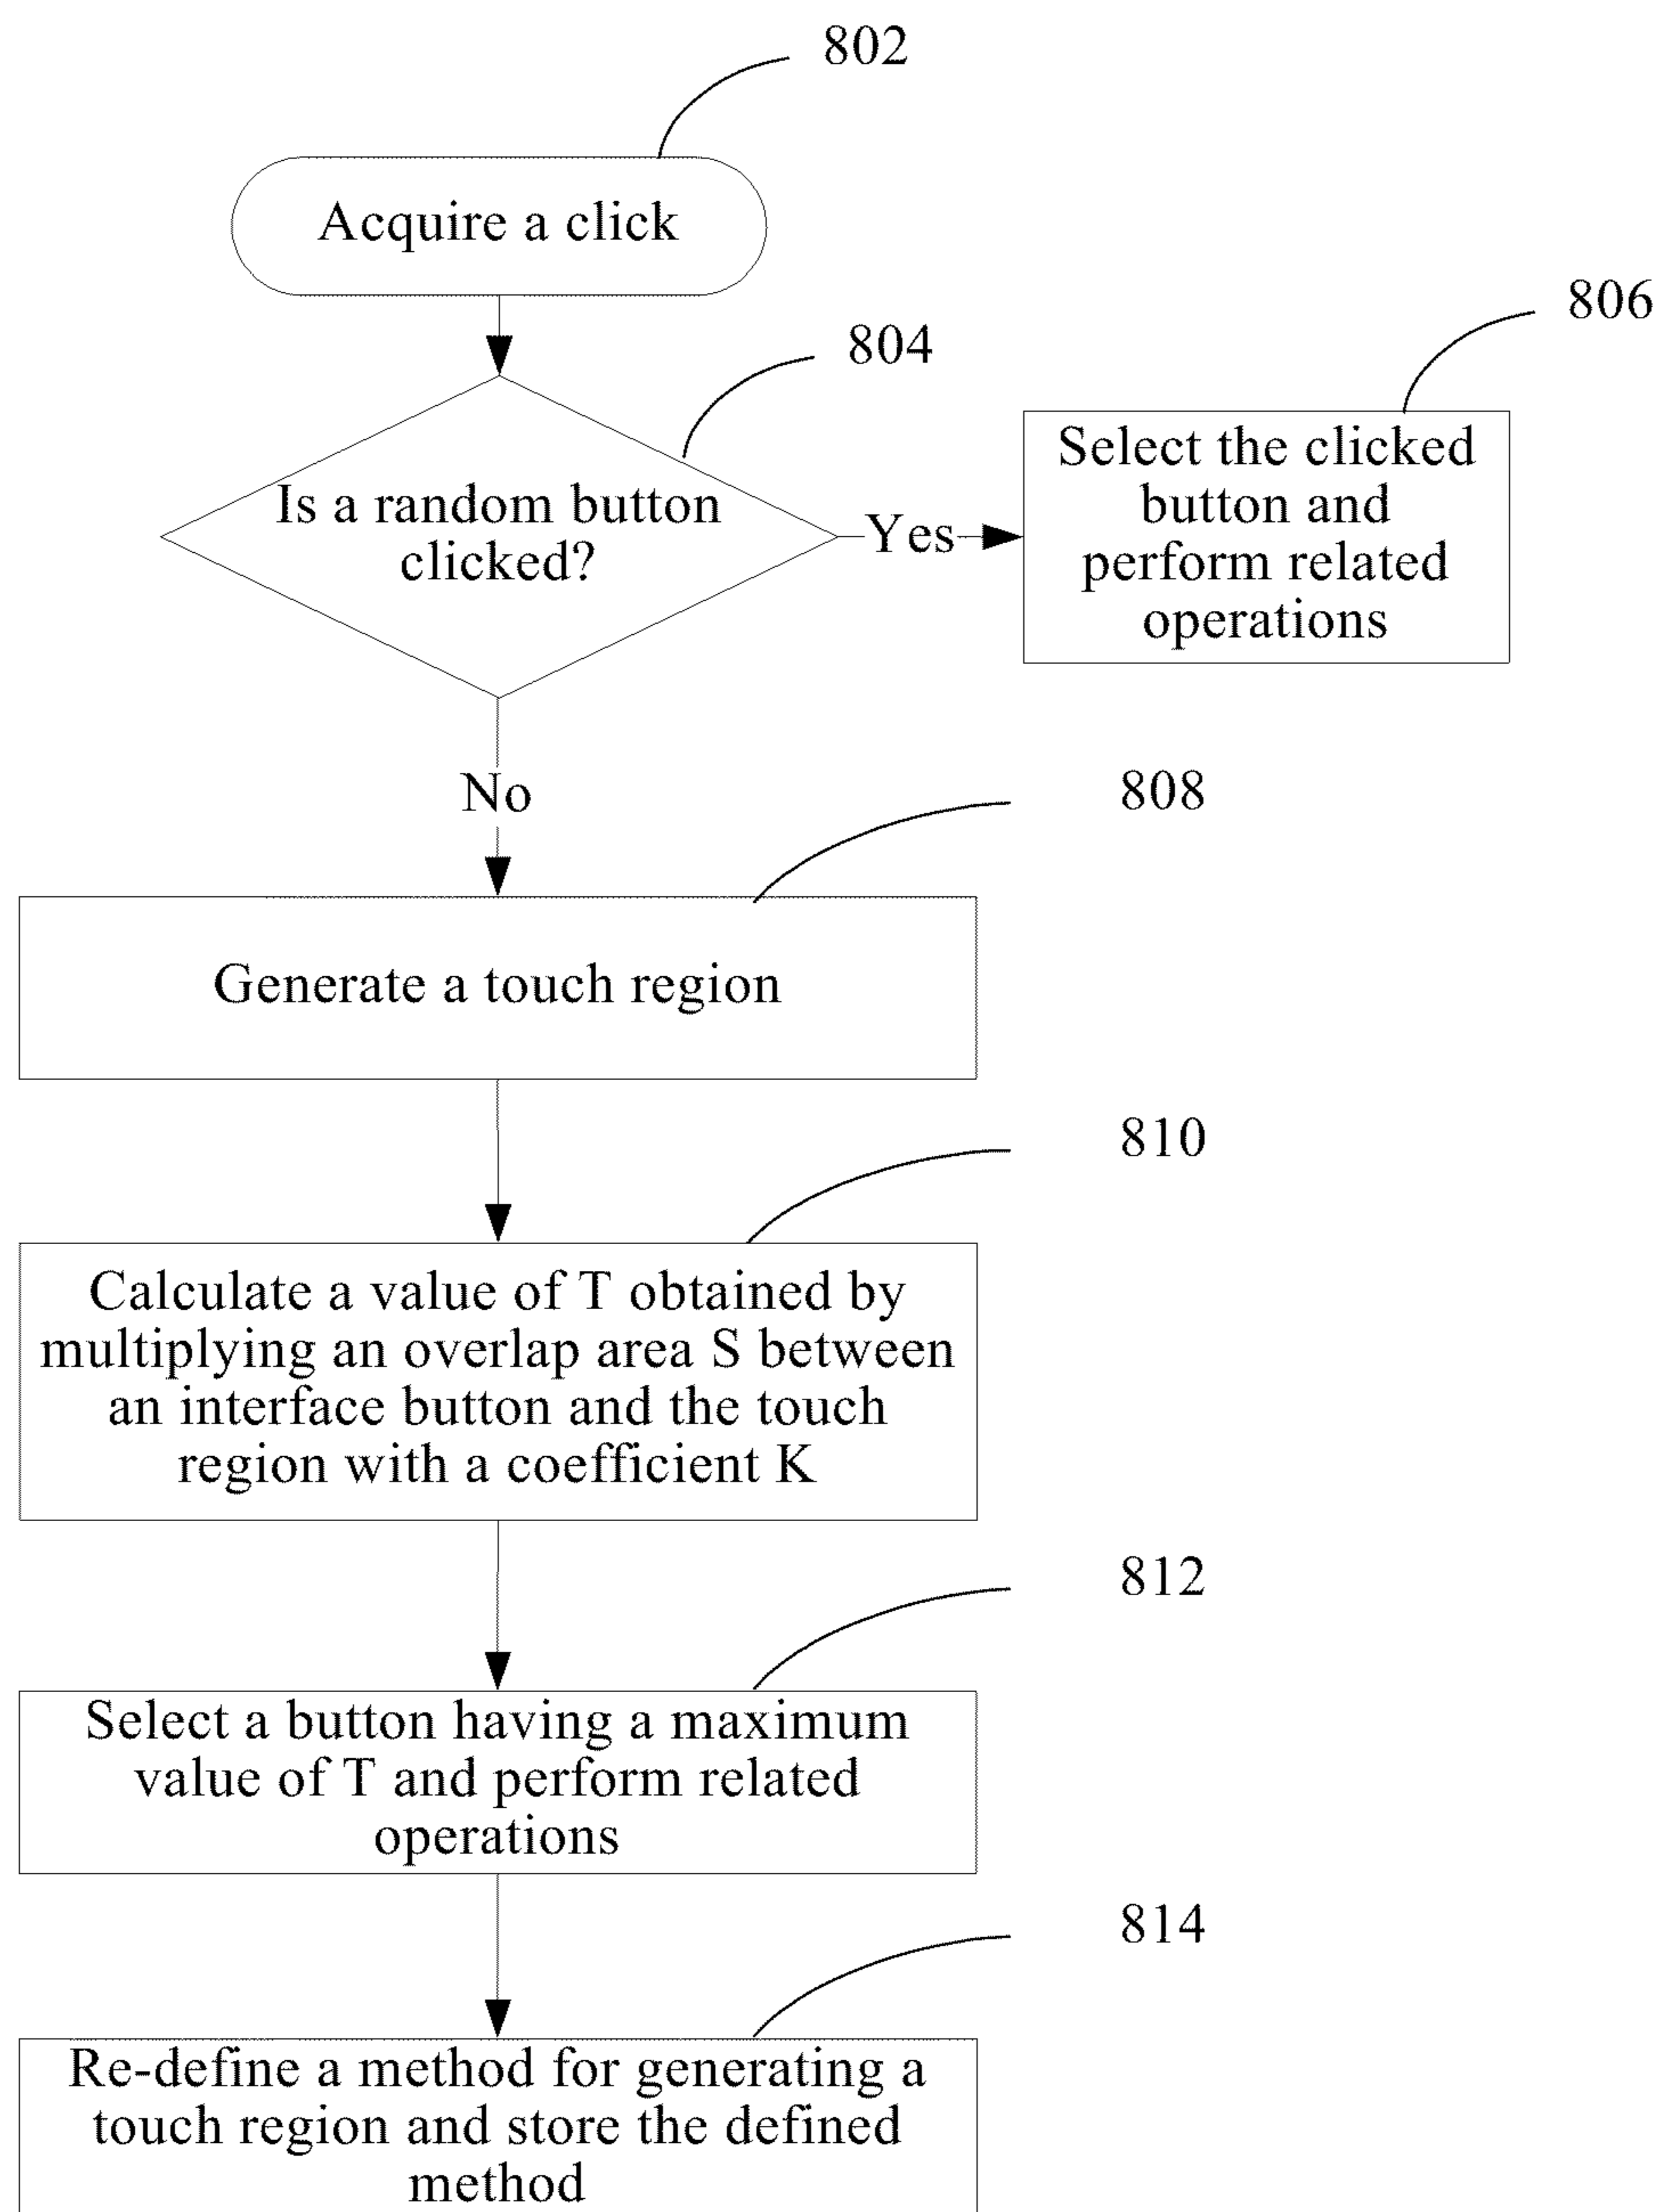 802
Acquire a click
804
806
Is a random button
clicked?
Yes
Select the clicked
button and
perform related
operations
No
808
Generate a touch region
810
Calculate a value of T obtained by
multiplying an overlap area S between
an interface button and the touch
region with a coefficient K
812
Select a button having a maximum
value of T and perform related
operations
814
Re-define a method for generating a
touch region and store the defined
method